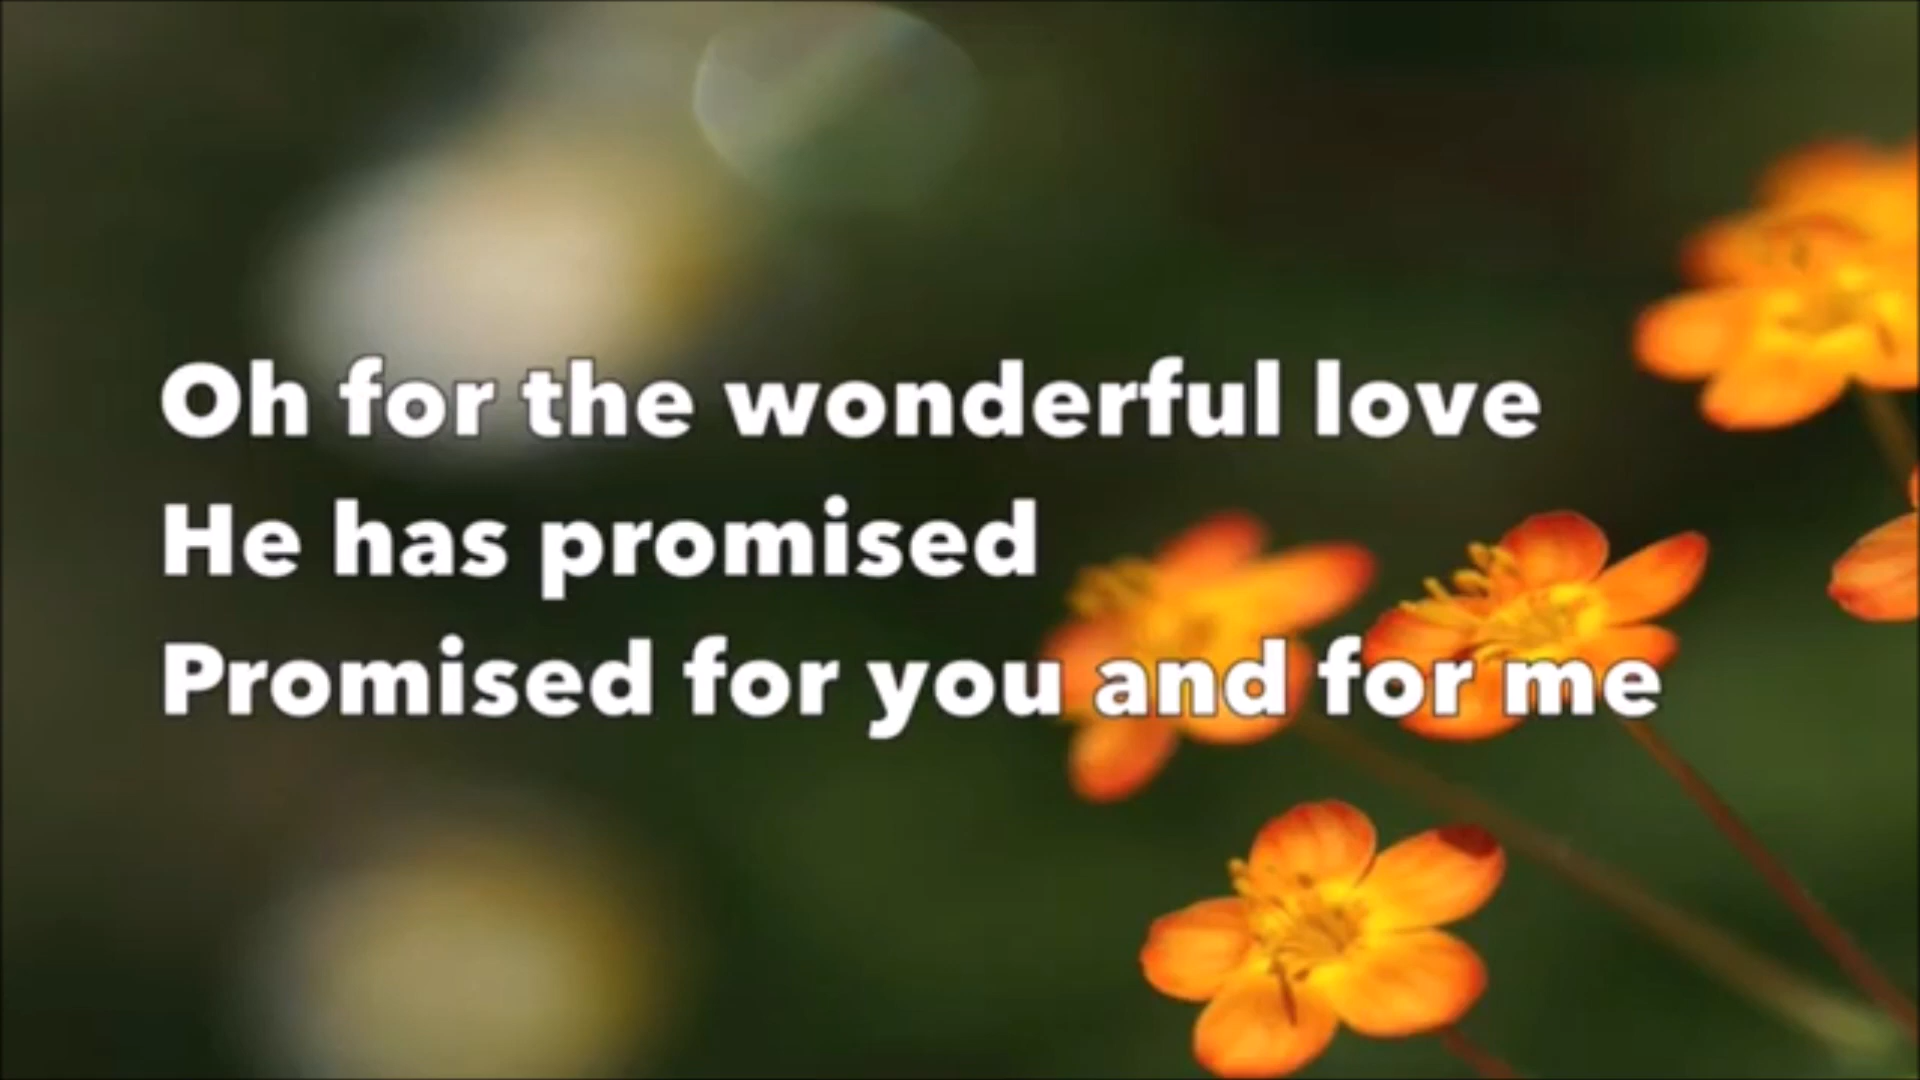 Oh for the wonderful love
He has promised
Promised for you and for me